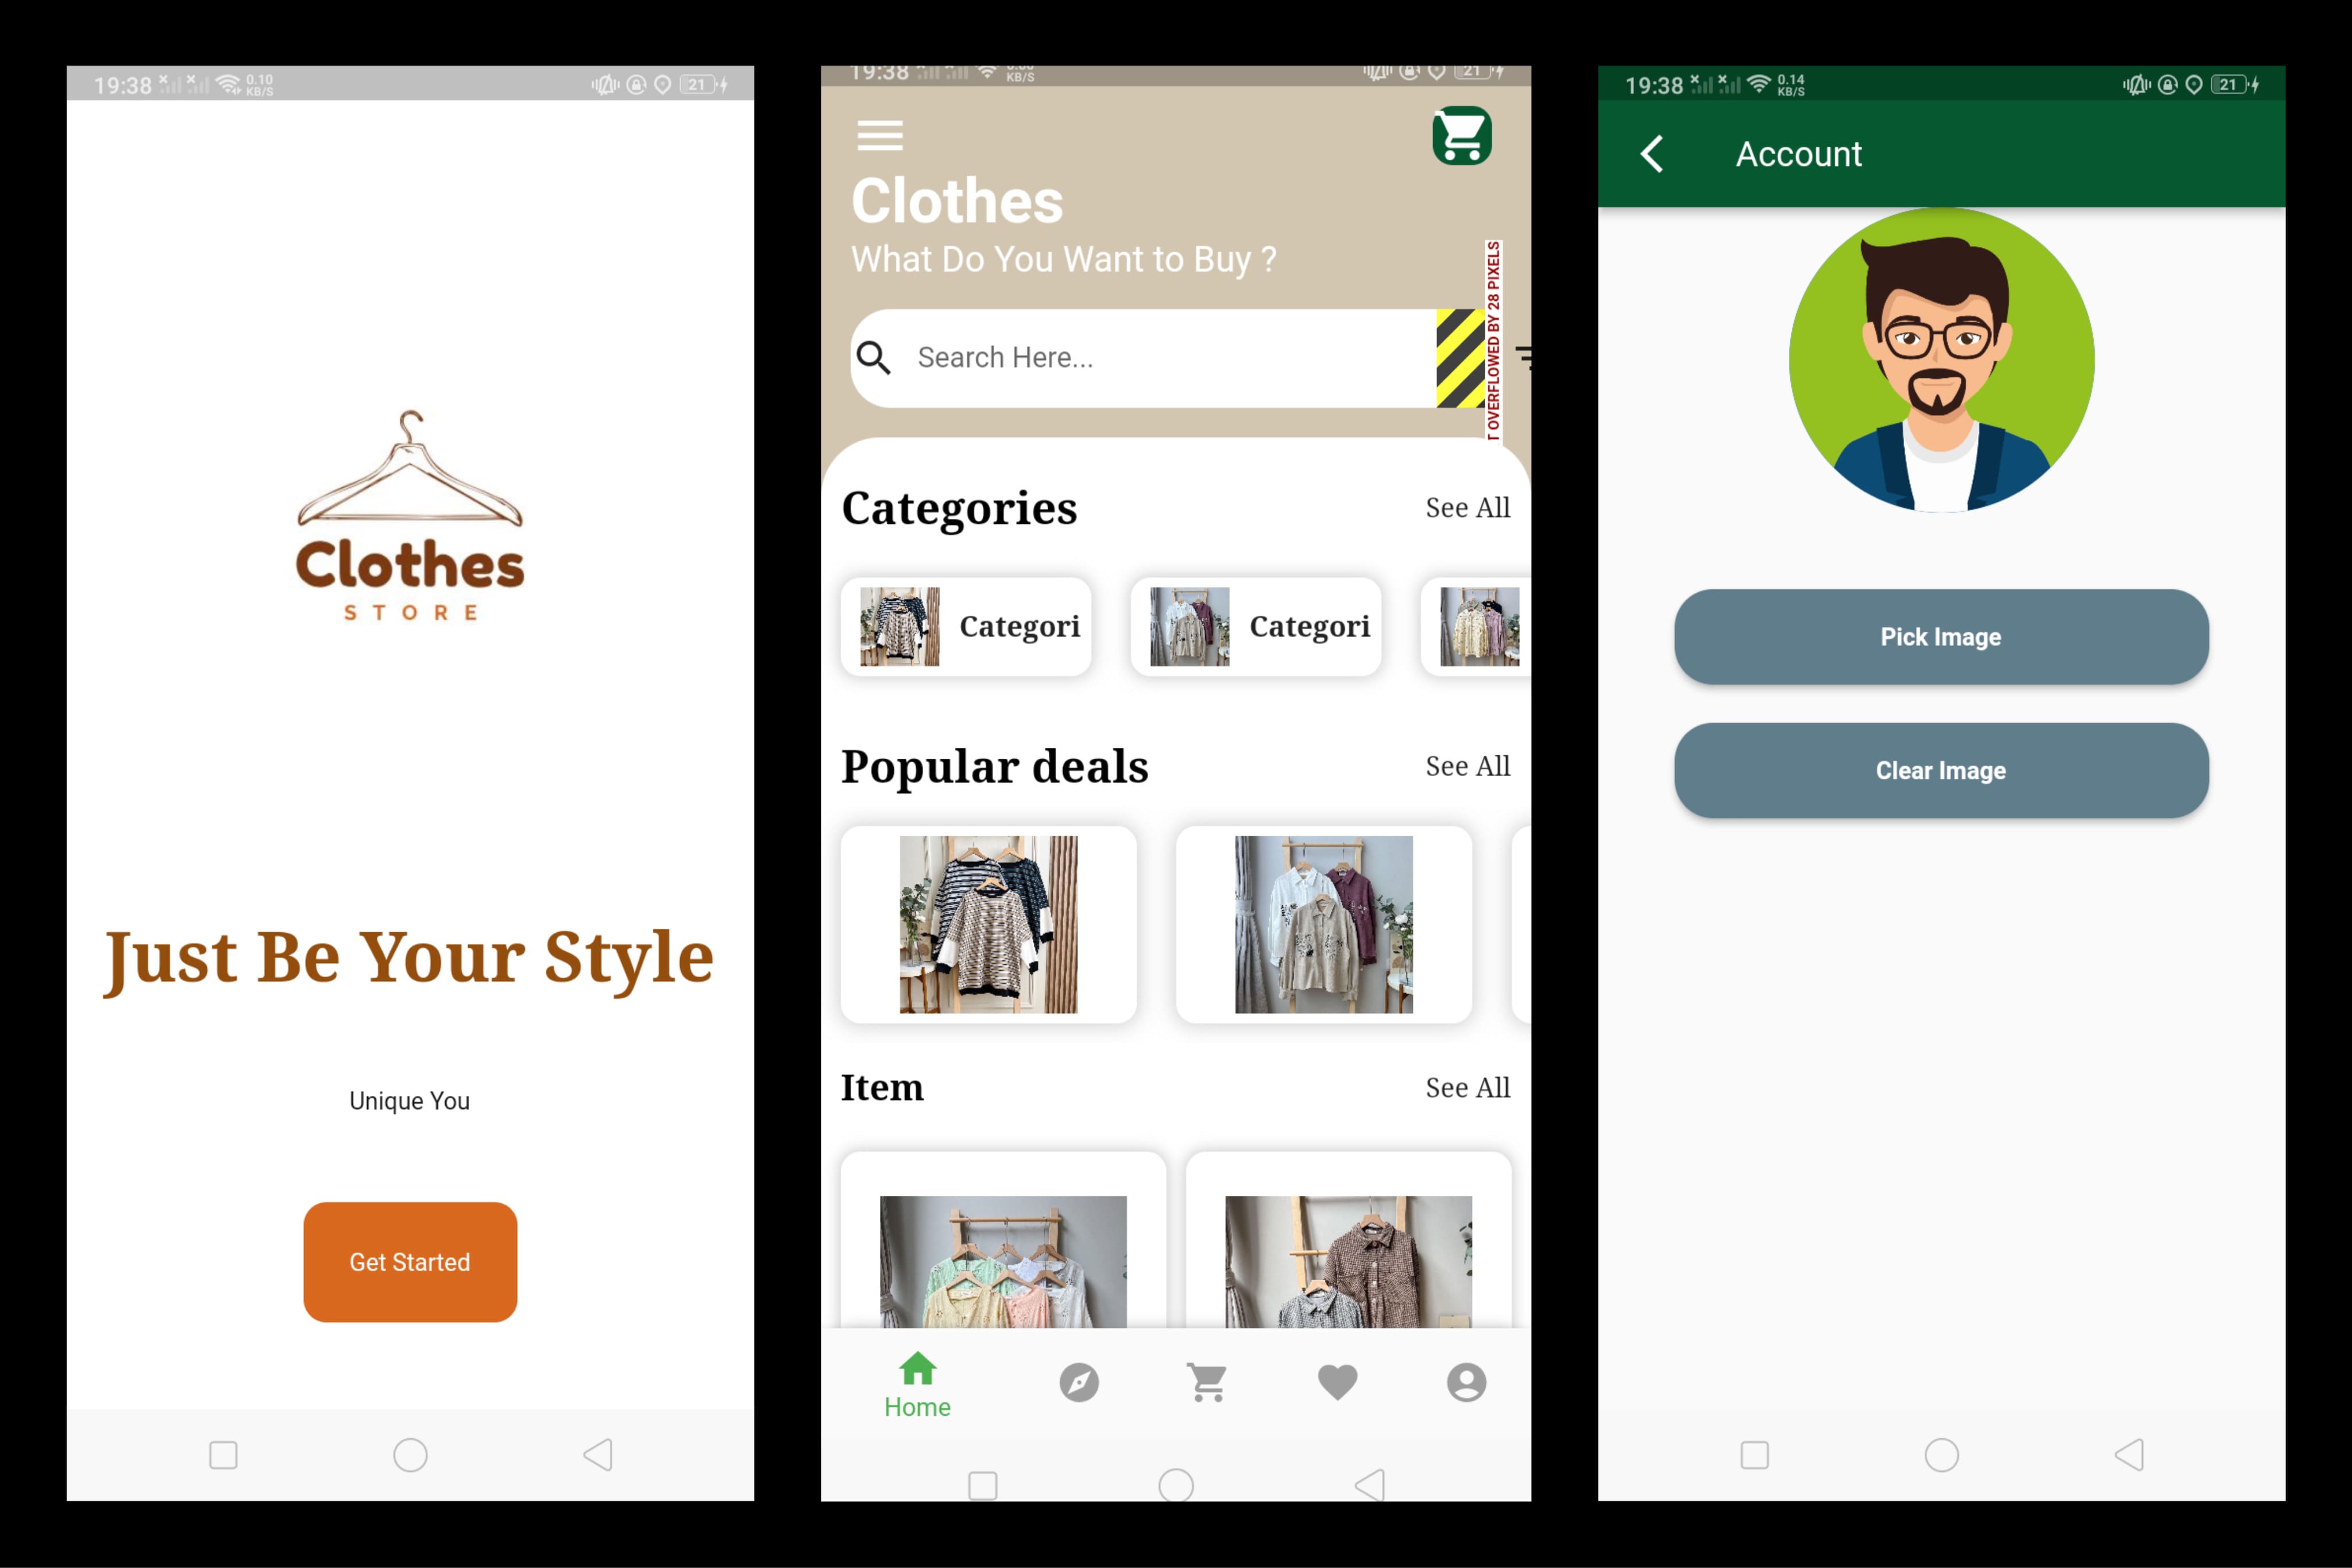 19:38 0.10 KB/S 21
Clothes
STORE
Just Be Your Style
Unique You
Get Started
19:38 KB/S 21
Clothes
What Do You Want to Buy ?
Search Here...
T OVERFLOWED BY 28 PIXELS
Categories See All
Categori Categori
Popular deals See All
Item See All
Home
19:38 0.14 KB/S 21
Account
Pick Image
Clear Image